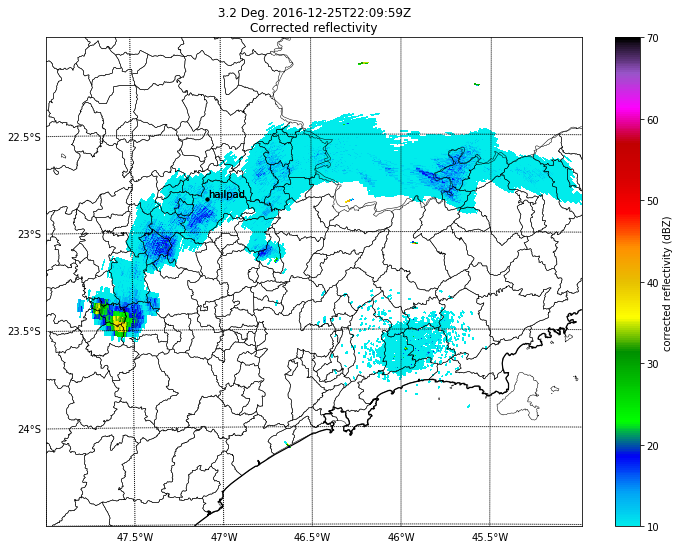 3.2 Deg. 2016-12-25T22:09:59Z
Corrected reflectivity
hailpad
22.5°S
23°S
23.5°S
24°S
47.5°W 47°W 46.5°W 46°W 45.5°W
70
60
50
40
30
20
10
corrected reflectivity (dBZ)